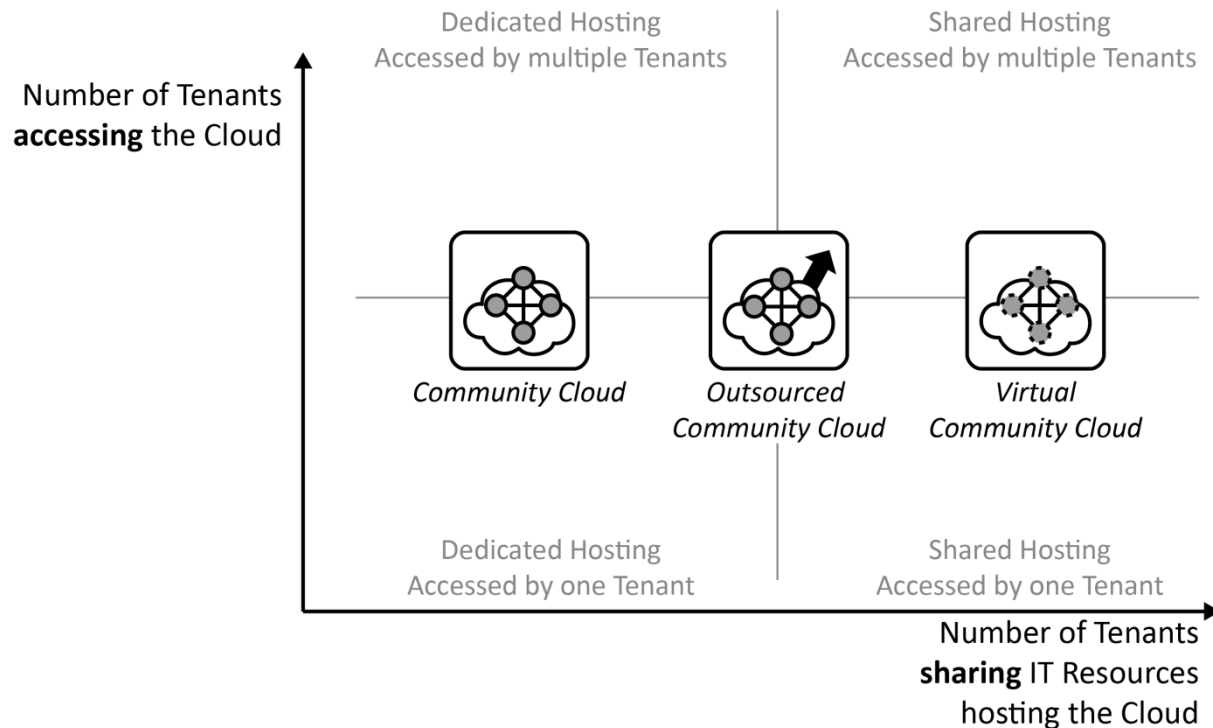 Dedicated Hosting
Accessed by multiple Tenants
Shared Hosting
Accessed by multiple Tenants
Number of Tenants
accessing the Cloud
Community Cloud
Outsourced
Community Cloud
Virtual
Community Cloud
Dedicated Hosting
Accessed by one Tenant
Shared Hosting
Accessed by one Tenant
Number of Tenants
sharing IT Resources
hosting the Cloud